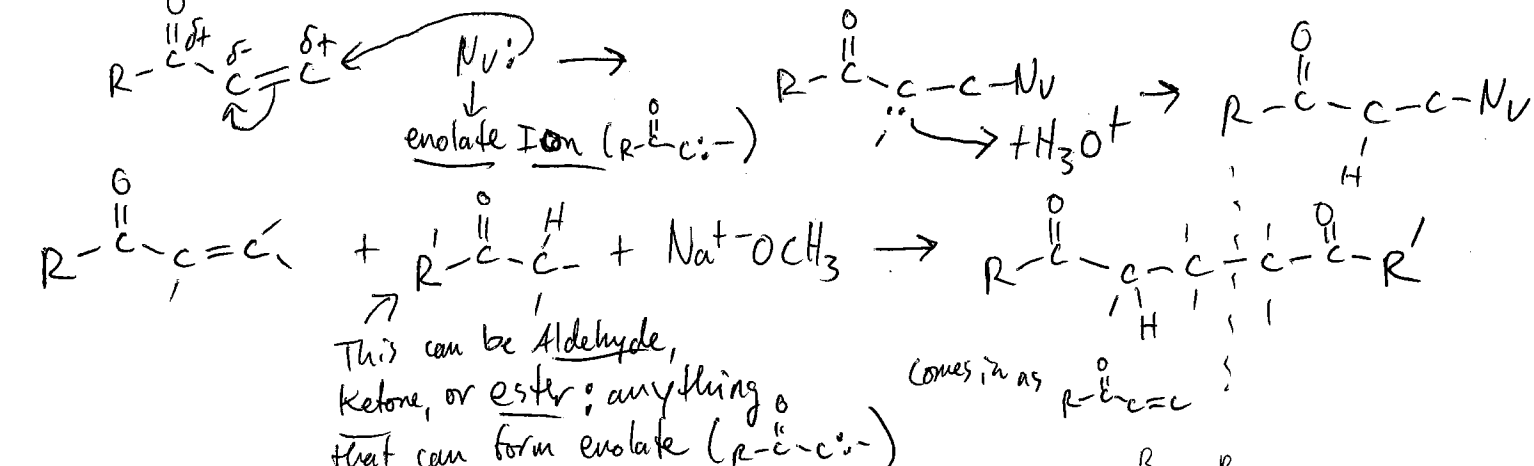 O O O
R-C-C=C δ+ δ- δ+ Nu: → R-C-C-C-Nu → R-C-C-C-Nu
enolate Ion (R-C-C:-) +H3O+ H
O O H O O
R-C-C=C + R'-C-C- + Na+ -OCH3 → R-C-C-C-C-C-R'
H
This can be Aldehyde,
Ketone, or ester: anything
that can form enolate (R-C-C:-)
Comes in as R-C-C=C
R R